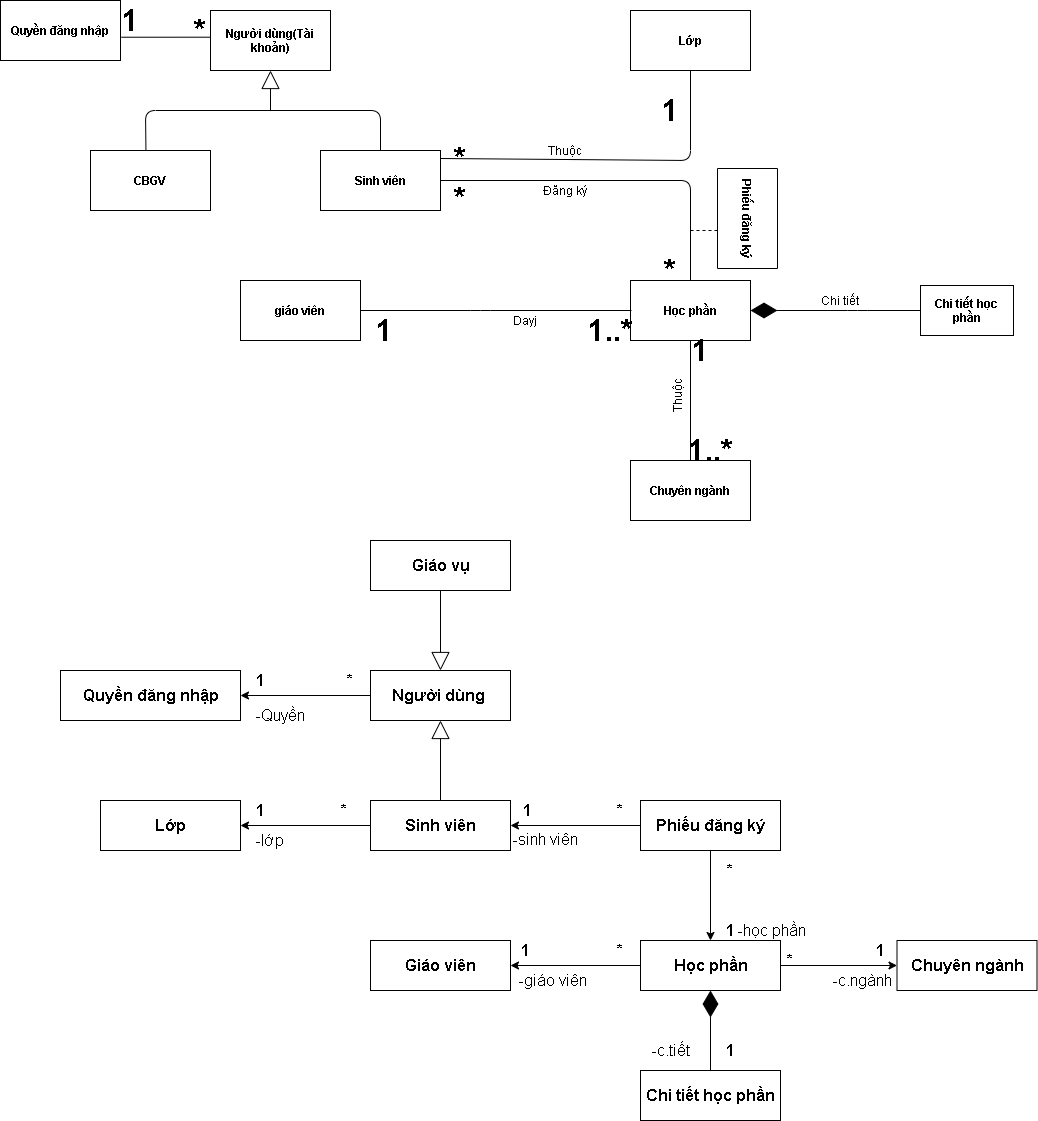 Quyền đăng nhập
1
*
Người dùng(Tài
khoản)
Lớp
1
CBGV
Sinh viên
*
Thuộc
*
Đăng ký
Phiếu đăng ký
*
giáo viên
1
Dayj
1..*
Học phần
Chi tiết
Chi tiết học
phần
1
Thuộc
1..*
Chuyên ngành
Giáo vụ
Quyền đăng nhập
1
*
-Quyền
Người dùng
Lớp
1
*
-lớp
Sinh viên
1
*
-sinh viên
Phiếu đăng ký
*
1 -học phần
Giáo viên
1
*
-giáo viên
Học phần
*
1
-c.ngành
Chuyên ngành
-c.tiết
1
Chi tiết học phần